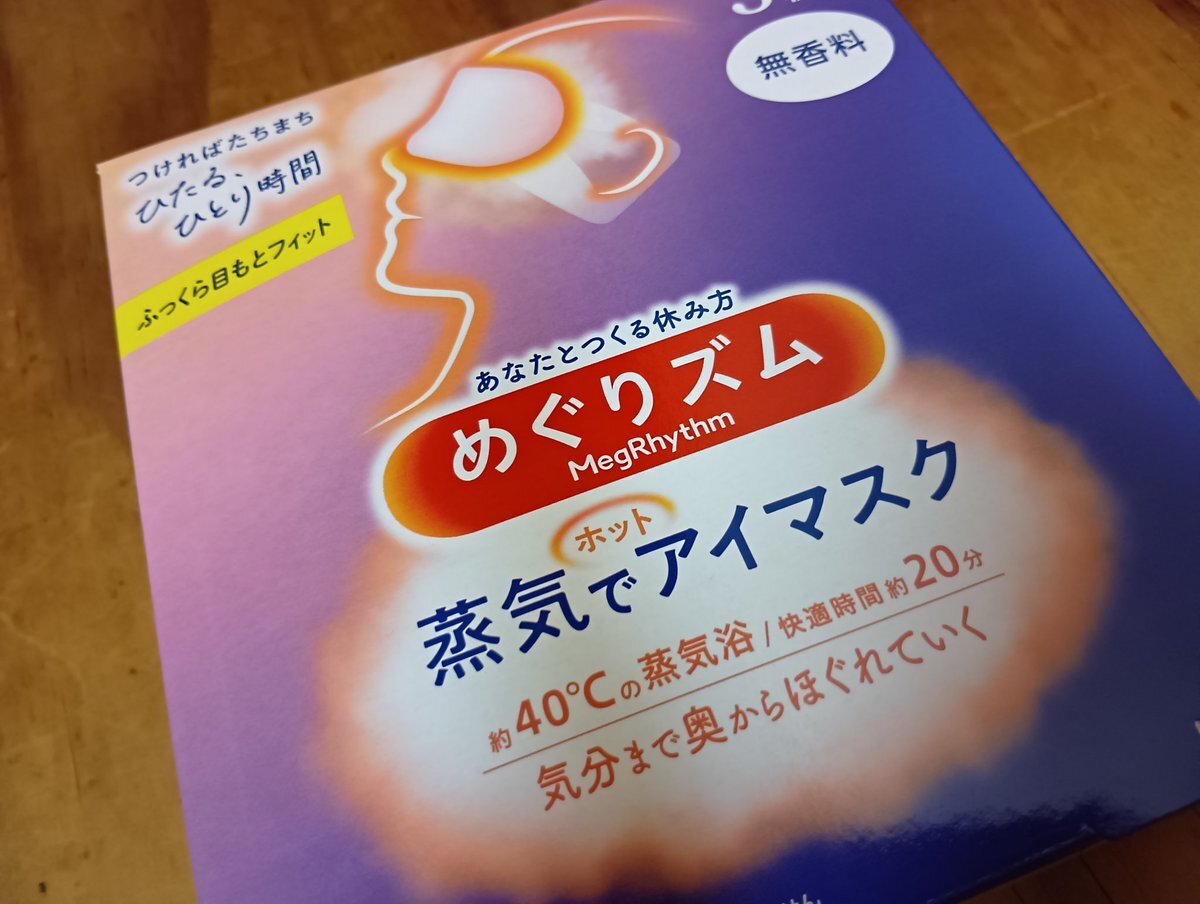 無香料
つければたちまち
ひたる、
ひとり時間
ふっくら目もとフィット
あなたとつくる休み方
めぐりズム
MegRhythm
ホット
蒸気でアイマスク
約40℃の蒸気浴/快適時間約20分
気分まで奥からほぐれていく